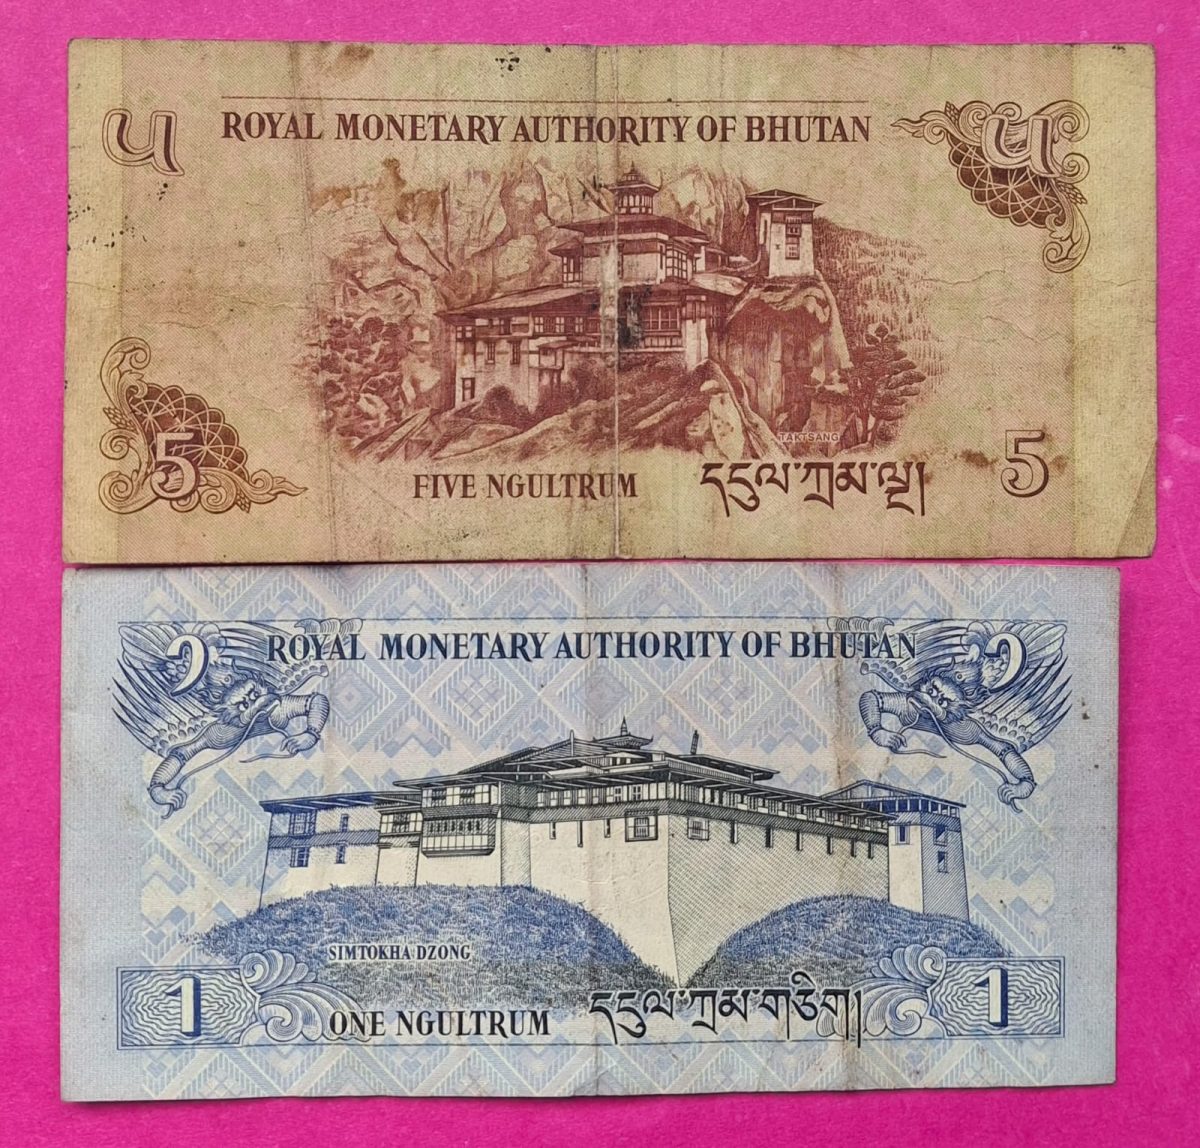 ༥ ༥
ROYAL MONETARY AUTHORITY OF BHUTAN
TAKTSANG
5 5
FIVE NGULTRUM དངུལ་ཀྲམ་ལྔ།
༡ ༡
ROYAL MONETARY AUTHORITY OF BHUTAN
SIMTOKHA DZONG
1 1
ONE NGULTRUM དངུལ་ཀྲམ་གཅིག།